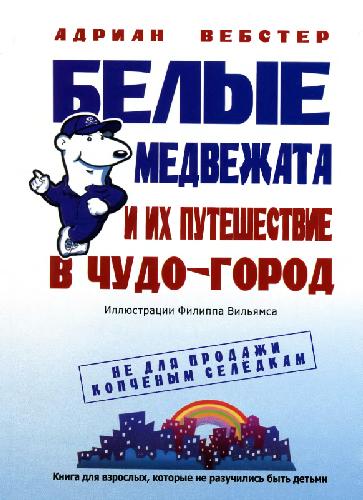 АДРИАН ВЕБСТЕР
БЕЛЫЕ
МЕДВЕЖАТА
И ИХ ПУТЕШЕСТВИЕ
В ЧУДО-ГОРОД
Иллюстрации Филиппа Вильямса
НЕ ДЛЯ ПРОДАЖИ
КОПЧЕНЫМ СЕЛЁДКАМ
Книга для взрослых, которые не разучились быть детьми